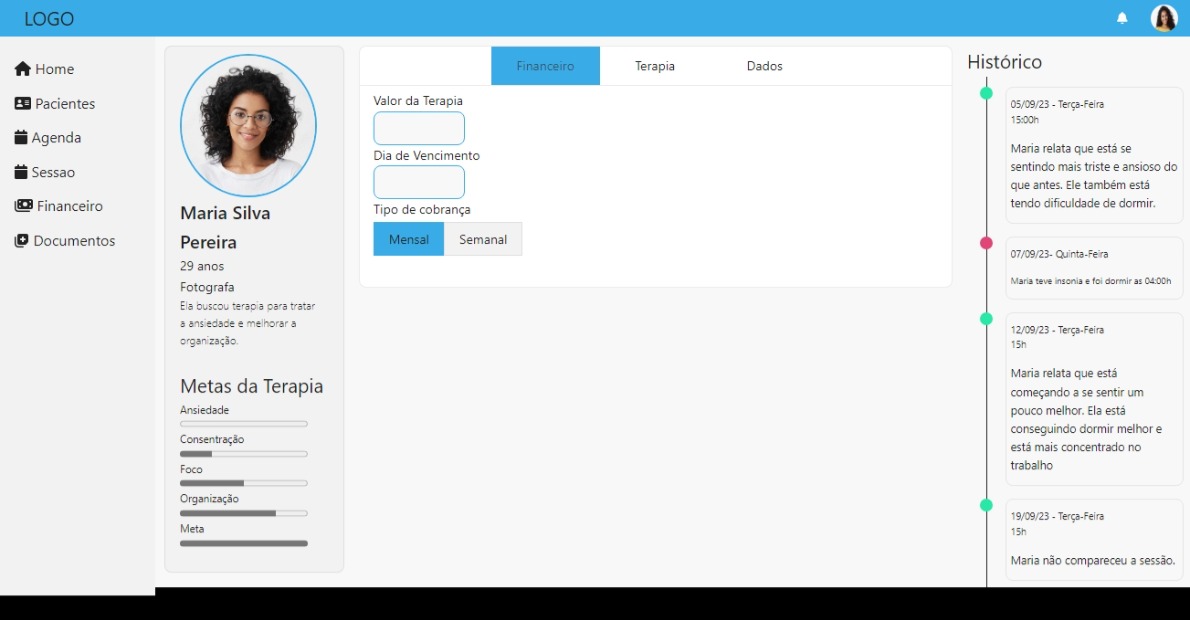 LOGO
Home
Pacientes
Agenda
Sessao
Financeiro
Documentos
Maria Silva
Pereira
29 anos
Fotografa
Ela buscou terapia para tratar
a ansiedade e melhorar a
organização.
Metas da Terapia
Ansiedade
Consentração
Foco
Organização
Meta
Financeiro
Terapia
Dados
Valor da Terapia
Dia de Vencimento
Tipo de cobrança
Mensal
Semanal
Histórico
05/09/23 - Terça-Feira
15:00h
Maria relata que está se
sentindo mais triste e ansioso do
que antes. Ele também está
tendo dificuldade de dormir.
07/09/23- Quinta-Feira
Maria teve insonia e foi dormir as 04:00h
12/09/23 - Terça-Feira
15h
Maria relata que está
começando a se sentir um
pouco melhor. Ela está
conseguindo dormir melhor e
está mais concentrado no
trabalho
19/09/23 - Terça-Feira
15h
Maria não compareceu a sessão.